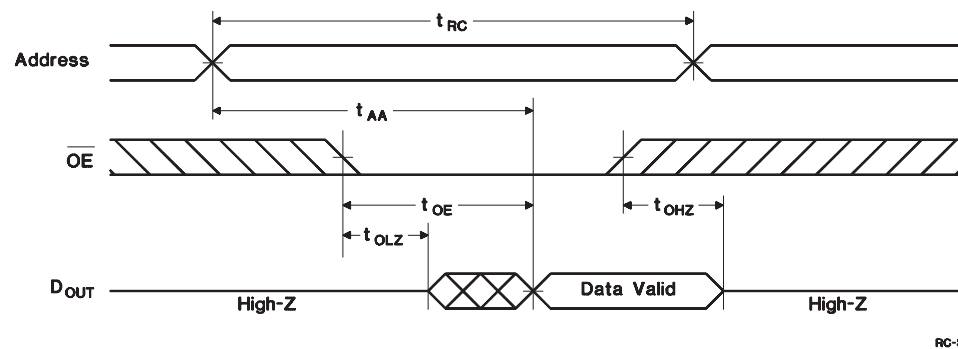 t RC
Address
t AA
OE
t OE
t OHZ
t OLZ
D OUT
High-Z
Data Valid
High-Z